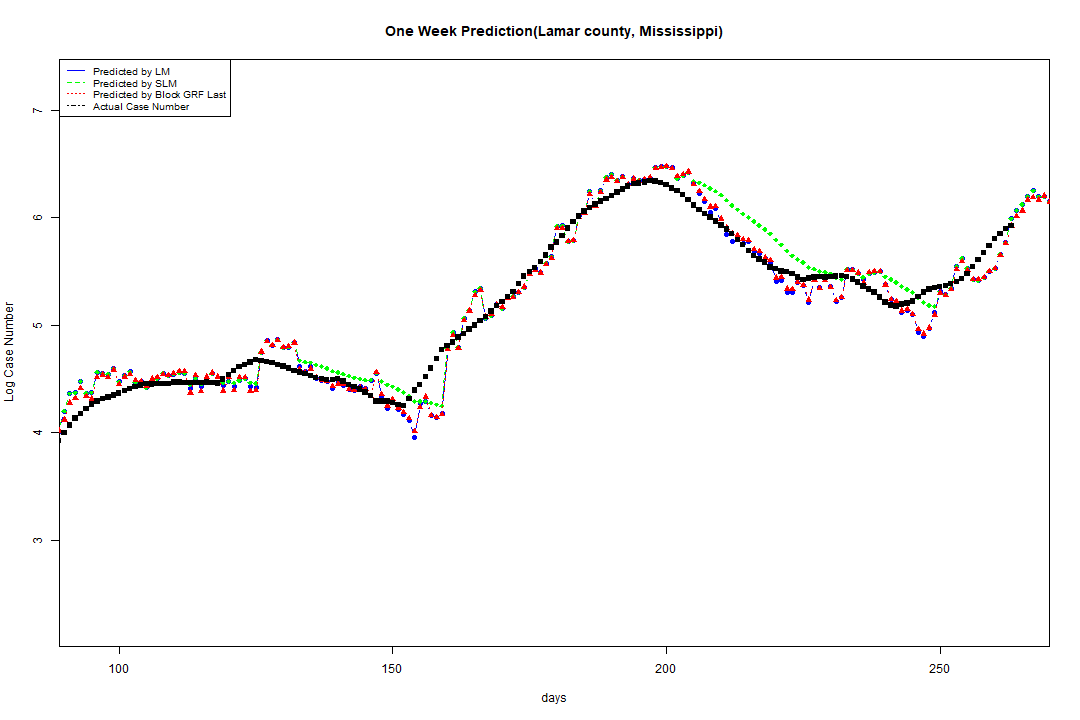 One Week Prediction(Lamar county, Mississippi)
Predicted by LM
Predicted by SLM
Predicted by Block GRF Last
Actual Case Number
7
6
5
4
3
Log Case Number
100 150 200 250
days